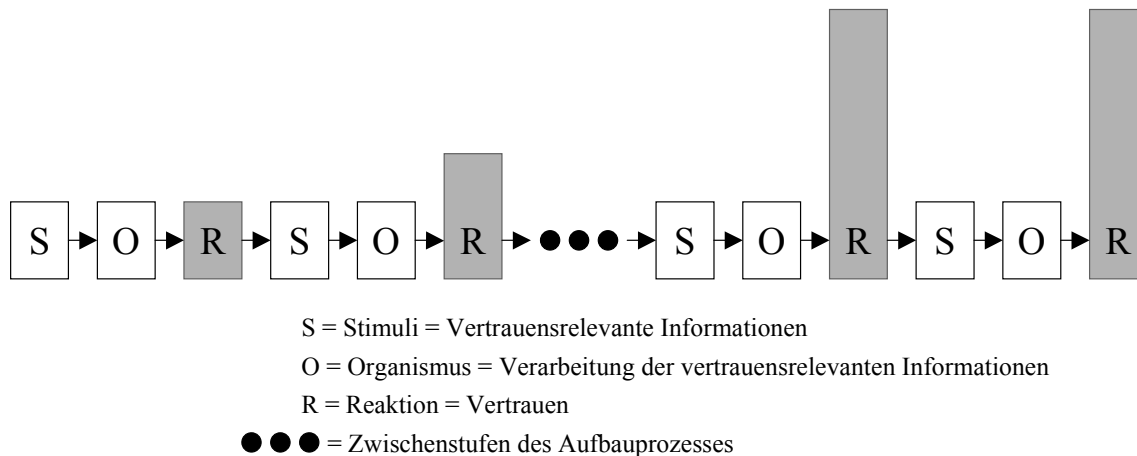 S O R S O R ●●● S O R S O R
S = Stimuli = Vertrauensrelevante Informationen
O = Organismus = Verarbeitung der vertrauensrelevanten Informationen
R = Reaktion = Vertrauen
●●● = Zwischenstufen des Aufbauprozesses